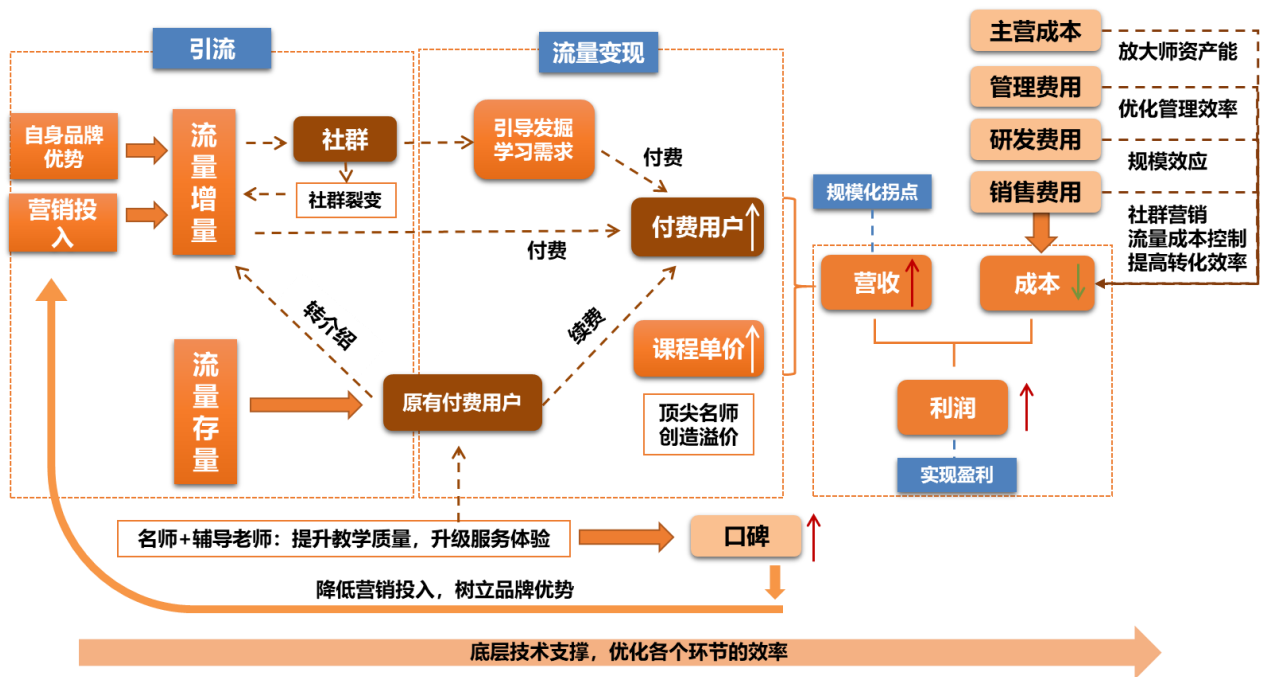 引流
自身品牌
优势
营销投
入
流
量
增
量
社群
社群裂变
转介绍
流
量
存
量
原有付费用户
流量变现
引导发掘
学习需求
付费
付费
付费用户
续费
课程单价
顶尖名师
创造溢价
规模化拐点
营收
成本
利润
实现盈利
主营成本
放大师资产能
管理费用
优化管理效率
研发费用
规模效应
销售费用
社群营销
流量成本控制
提高转化效率
名师+辅导老师：提升教学质量，升级服务体验
口碑
降低营销投入，树立品牌优势
底层技术支撑，优化各个环节的效率